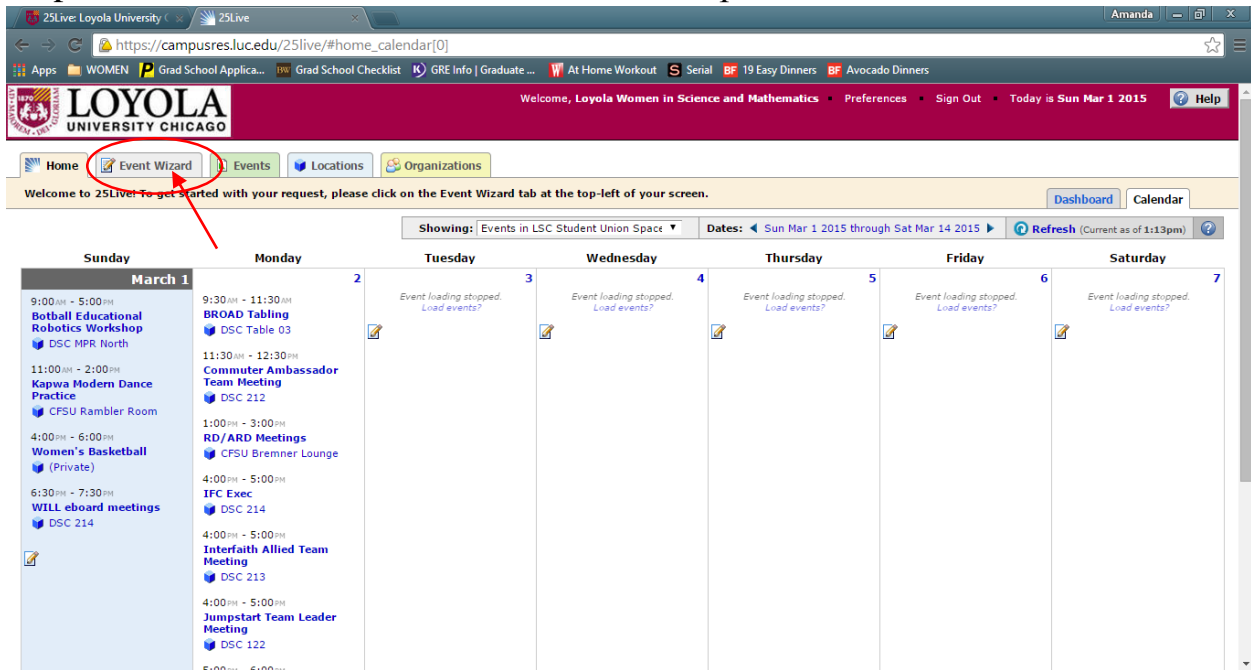 25Live: Loyola University C
25Live
Amanda
https://campusres.luc.edu/25live/#home_calendar[0]
Apps WOMEN Grad School Applica... Grad School Checklist GRE Info | Graduate ... At Home Workout Serial 19 Easy Dinners Avocado Dinners
LOYOLA
UNIVERSITY CHICAGO
1870
Welcome, Loyola Women in Science and Mathematics Preferences Sign Out Today is Sun Mar 1 2015 Help
Home Event Wizard Events Locations Organizations
Welcome to 25Live! To get started with your request, please click on the Event Wizard tab at the top-left of your screen.
Dashboard Calendar
Showing: Events in LSC Student Union Space
Dates: Sun Mar 1 2015 through Sat Mar 14 2015
Refresh (Current as of 1:13pm)
Sunday Monday Tuesday Wednesday Thursday Friday Saturday
March 1 2 3 4 5 6 7
9:00AM - 5:00PM
Botball Educational
Robotics Workshop
DSC MPR North
11:00AM - 2:00PM
Kapwa Modern Dance
Practice
CFSU Rambler Room
4:00PM - 6:00PM
Women's Basketball
(Private)
6:30PM - 7:30PM
WILL eboard meetings
DSC 214
9:30AM - 11:30AM
BROAD Tabling
DSC Table 03
11:30AM - 12:30PM
Commuter Ambassador
Team Meeting
DSC 212
1:00PM - 3:00PM
RD/ARD Meetings
CFSU Bremner Lounge
4:00PM - 5:00PM
IFC Exec
DSC 214
4:00PM - 5:00PM
Interfaith Allied Team
Meeting
DSC 213
4:00PM - 5:00PM
Jumpstart Team Leader
Meeting
DSC 122
Event loading stopped.
Load events?
Event loading stopped.
Load events?
Event loading stopped.
Load events?
Event loading stopped.
Load events?
Event loading stopped.
Load events?